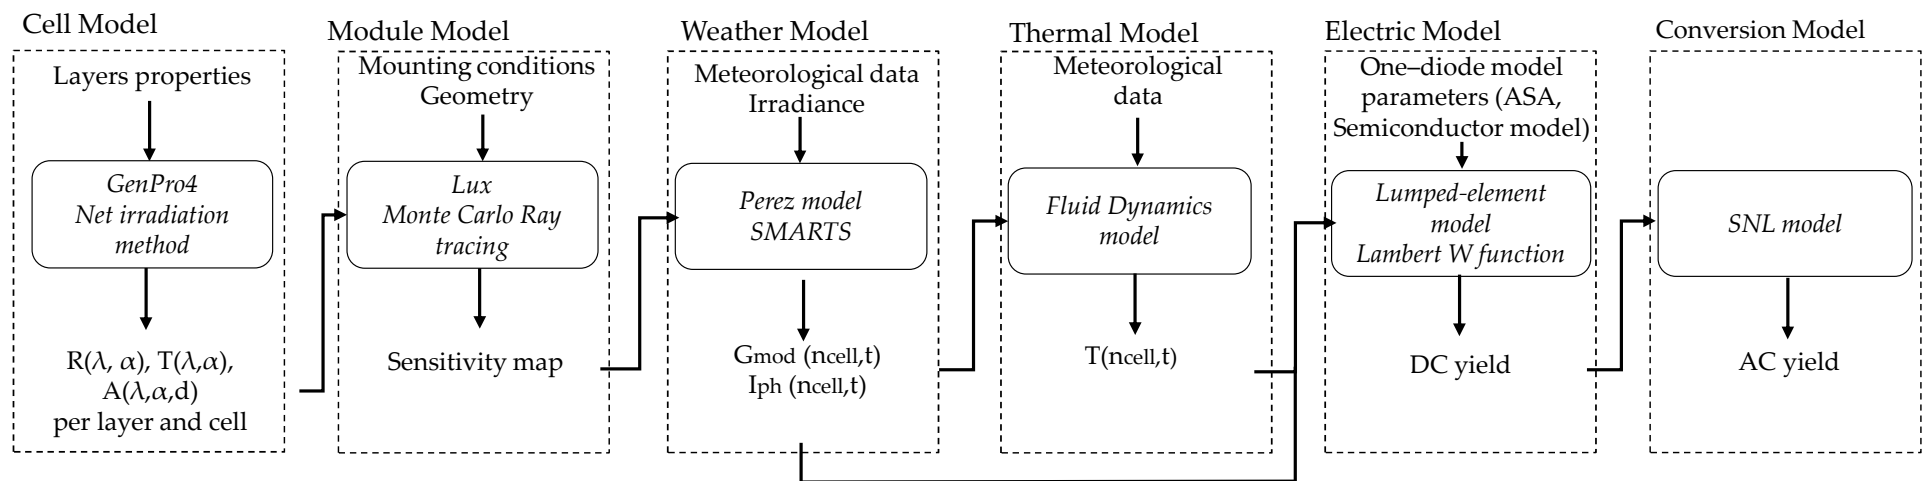 Cell Model
Layers properties
GenPro4
Net irradiation
method
R(λ, α), T(λ,α),
A(λ,α,d)
per layer and cell
Module Model
Mounting conditions
Geometry
Lux
Monte Carlo Ray
tracing
Sensitivity map
Weather Model
Meteorological data
Irradiance
Perez model
SMARTS
Gmod (ncell,t)
Iph (ncell,t)
Thermal Model
Meteorological
data
Fluid Dynamics
model
T(ncell,t)
Electric Model
One–diode model
parameters (ASA,
Semiconductor model)
Lumped-element
model
Lambert W function
DC yield
Conversion Model
SNL model
AC yield